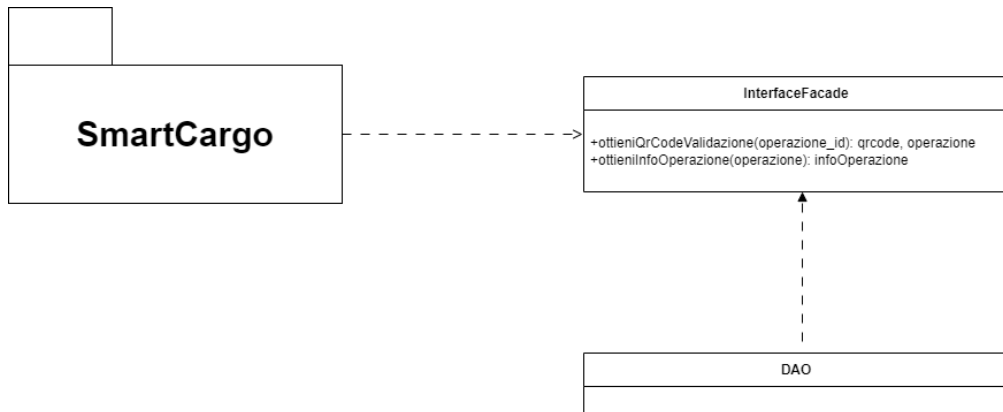 SmartCargo
InterfaceFacade
+ottieniQrCodeValidazione(operazione_id): qrcode, operazione
+ottieniInfoOperazione(operazione): infoOperazione
DAO